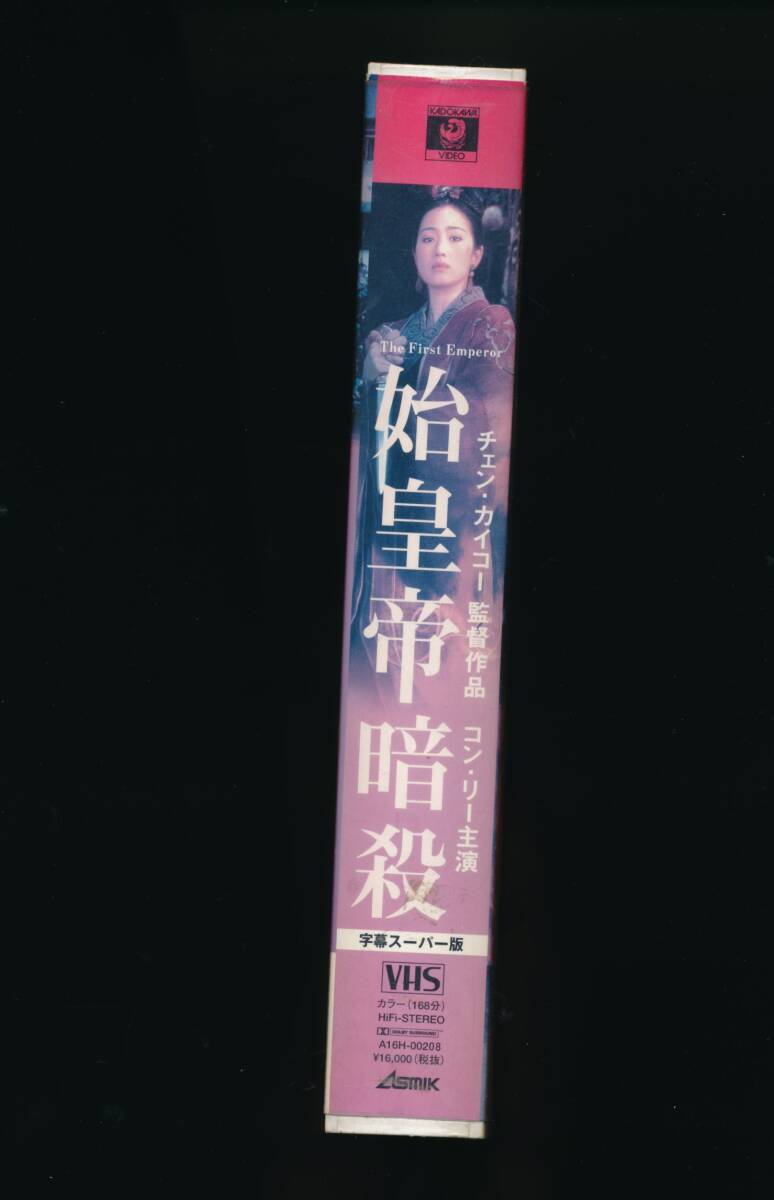 KADOKAWA
VIDEO
The First Emperor
始皇帝暗殺
チェン・カイコー 監督作品 コン・リー主演
字幕スーパー版
VHS
カラー(168分)
HiFi-STEREO
DOLBY SURROUND
A16H-00208
¥16,000(税抜)
ASMIK